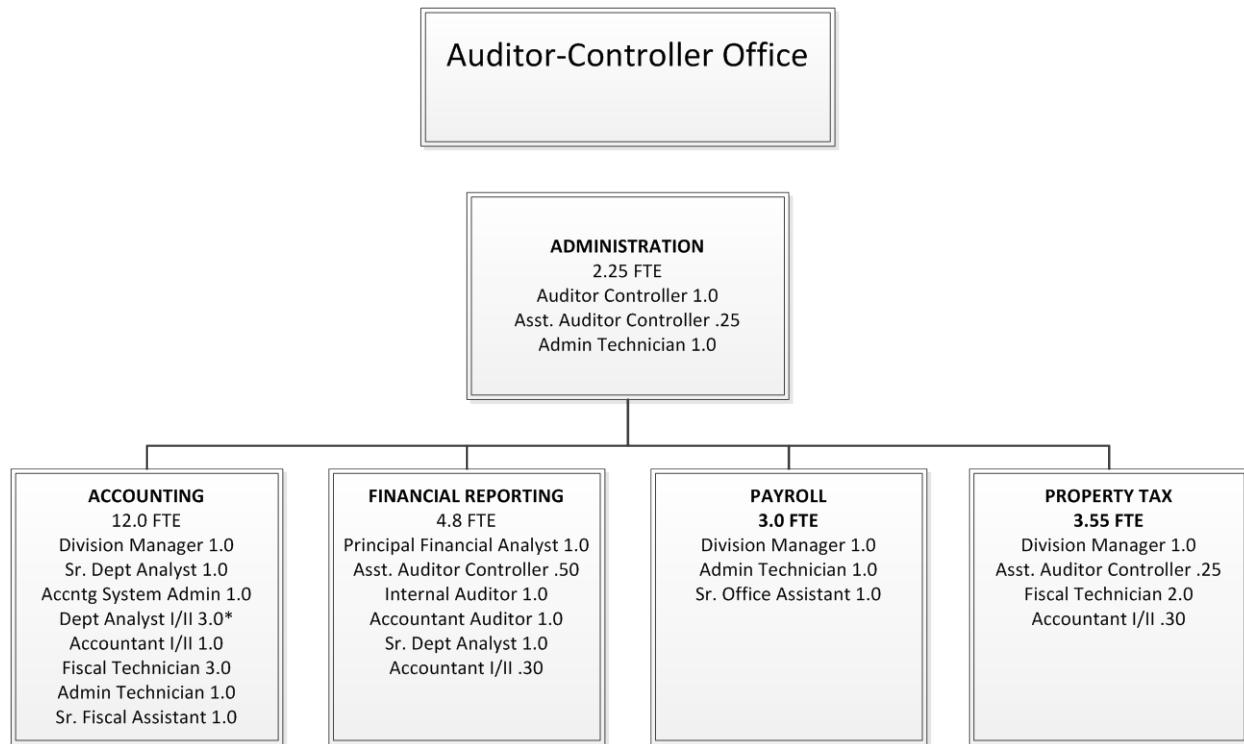 Auditor-Controller Office
ADMINISTRATION
2.25 FTE
Auditor Controller 1.0
Asst. Auditor Controller .25
Admin Technician 1.0
ACCOUNTING
12.0 FTE
Division Manager 1.0
Sr. Dept Analyst 1.0
Accntg System Admin 1.0
Dept Analyst I/II 3.0*
Accountant I/II 1.0
Fiscal Technician 3.0
Admin Technician 1.0
Sr. Fiscal Assistant 1.0
FINANCIAL REPORTING
4.8 FTE
Principal Financial Analyst 1.0
Asst. Auditor Controller .50
Internal Auditor 1.0
Accountant Auditor 1.0
Sr. Dept Analyst 1.0
Accountant I/II .30
PAYROLL
3.0 FTE
Division Manager 1.0
Admin Technician 1.0
Sr. Office Assistant 1.0
PROPERTY TAX
3.55 FTE
Division Manager 1.0
Asst. Auditor Controller .25
Fiscal Technician 2.0
Accountant I/II .30